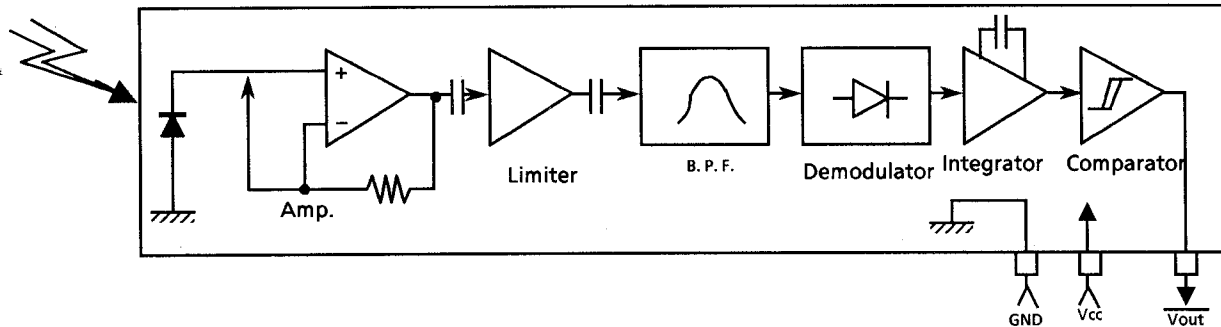 +
−
Amp.
Limiter
B. P. F.
Demodulator
Integrator
Comparator
GND
Vcc
Vout